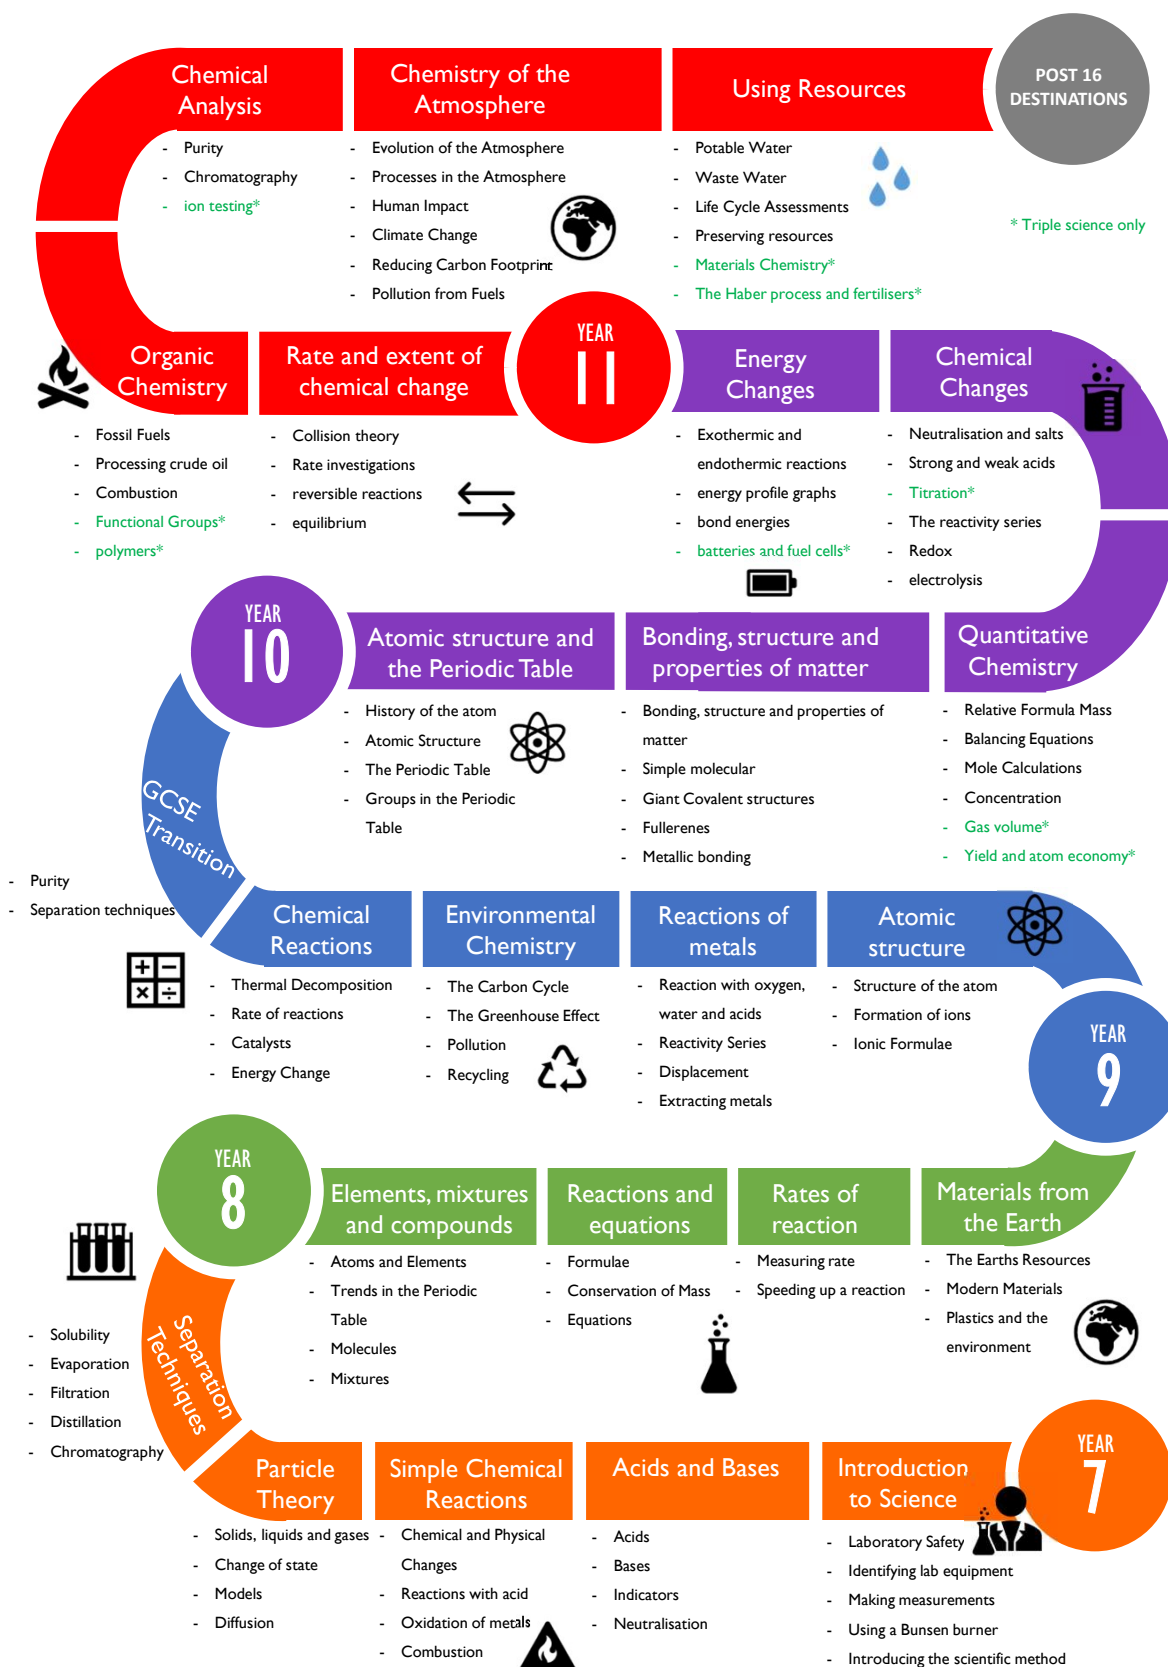 Chemical
Analysis
Chemistry of the
Atmosphere
Using Resources
POST 16
DESTINATIONS
- Purity
- Chromatography
- ion testing*
- Evolution of the Atmosphere
- Processes in the Atmosphere
- Human Impact
- Climate Change
- Reducing Carbon Footprint
- Pollution from Fuels
- Potable Water
- Waste Water
- Life Cycle Assessments
- Preserving resources
- Materials Chemistry*
- The Haber process and fertilisers*
* Triple science only
Organic
Chemistry
Rate and extent of
chemical change
YEAR
11
Energy
Changes
Chemical
Changes
- Fossil Fuels
- Processing crude oil
- Combustion
- Functional Groups*
- polymers*
- Collision theory
- Rate investigations
- reversible reactions
- equilibrium
- Exothermic and
endothermic reactions
- energy profile graphs
- bond energies
- batteries and fuel cells*
- Neutralisation and salts
- Strong and weak acids
- Titration*
- The reactivity series
- Redox
- electrolysis
YEAR
10
Atomic structure and
the Periodic Table
Bonding, structure and
properties of matter
Quantitative
Chemistry
- History of the atom
- Atomic Structure
- The Periodic Table
- Groups in the Periodic
Table
- Bonding, structure and properties of
matter
- Simple molecular
- Giant Covalent structures
- Fullerenes
- Metallic bonding
- Relative Formula Mass
- Balancing Equations
- Mole Calculations
- Concentration
- Gas volume*
- Yield and atom economy*
GCSE
Transition
- Purity
- Separation techniques
Chemical
Reactions
Environmental
Chemistry
Reactions of
metals
Atomic
structure
- Thermal Decomposition
- Rate of reactions
- Catalysts
- Energy Change
- The Carbon Cycle
- The Greenhouse Effect
- Pollution
- Recycling
- Reaction with oxygen,
water and acids
- Reactivity Series
- Displacement
- Extracting metals
- Structure of the atom
- Formation of ions
- Ionic Formulae
YEAR
9
YEAR
8
Elements, mixtures
and compounds
Reactions and
equations
Rates of
reaction
Materials from
the Earth
- Atoms and Elements
- Trends in the Periodic
Table
- Molecules
- Mixtures
- Formulae
- Conservation of Mass
- Equations
- Measuring rate
- Speeding up a reaction
- The Earths Resources
- Modern Materials
- Plastics and the
environment
Separation
Techniques
- Solubility
- Evaporation
- Filtration
- Distillation
- Chromatography
Particle
Theory
Simple Chemical
Reactions
Acids and Bases
Introduction
to Science
YEAR
7
- Solids, liquids and gases
- Change of state
- Models
- Diffusion
- Chemical and Physical
Changes
- Reactions with acid
- Oxidation of metals
- Combustion
- Acids
- Bases
- Indicators
- Neutralisation
- Laboratory Safety
- Identifying lab equipment
- Making measurements
- Using a Bunsen burner
- Introducing the scientific method